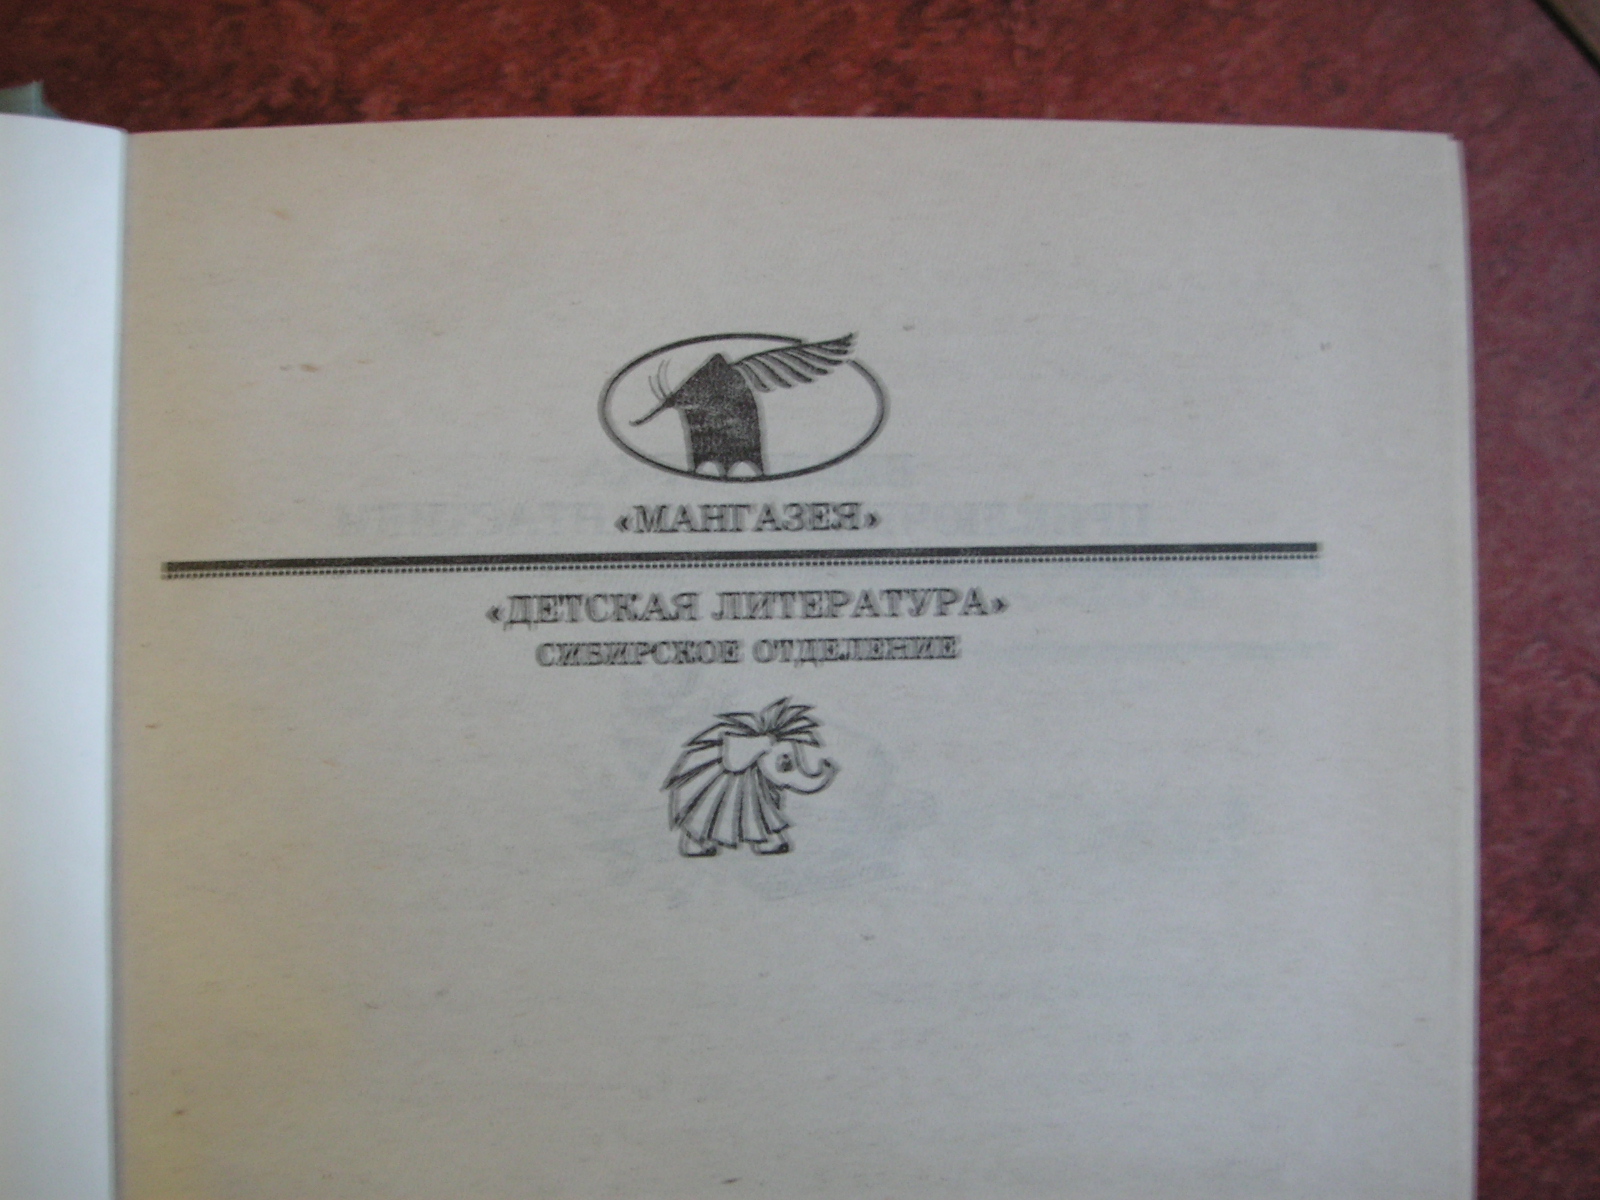 «МАНГАЗЕЯ»
«ДЕТСКАЯ ЛИТЕРАТУРА»
СИБИРСКОЕ ОТДЕЛЕНИЕ